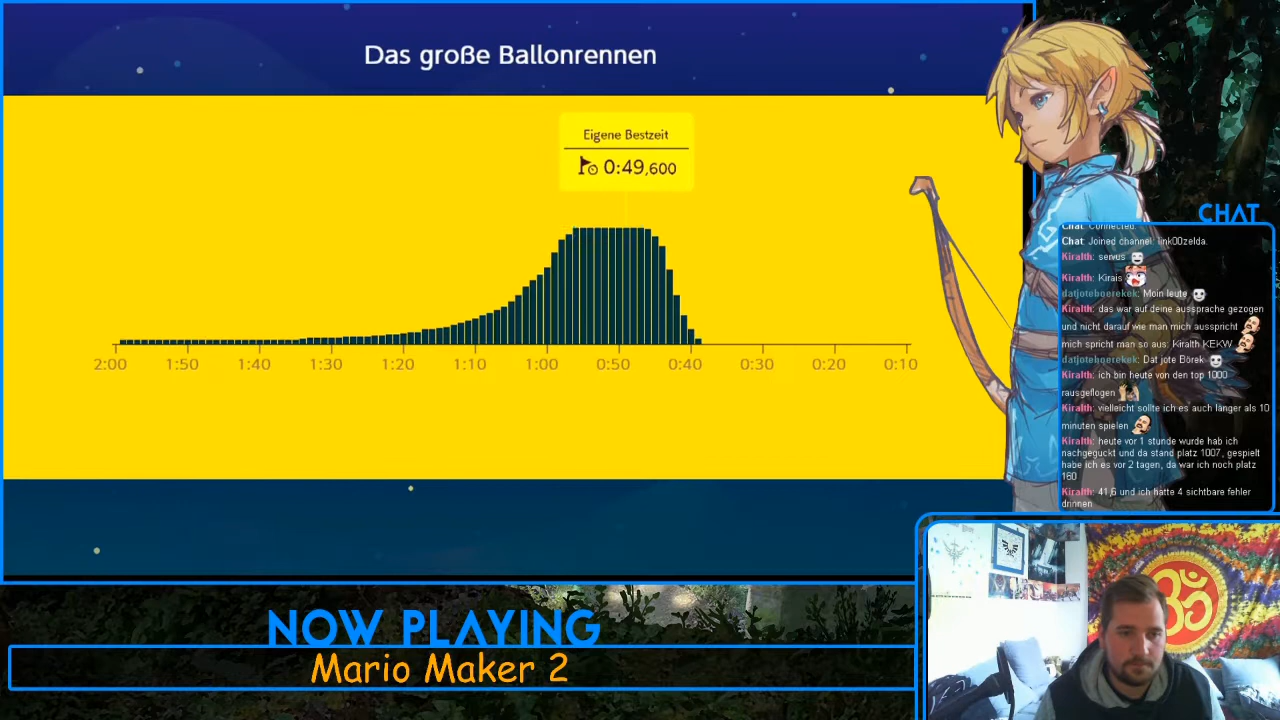 Das große Ballonrennen
Eigene Bestzeit
0:49,600
2:00 1:50 1:40 1:30 1:20 1:10 1:00 0:50 0:40 0:30 0:20 0:10
CHAT
Chat: Connected.
Chat: Joined channel: link00zelda.
Kiralth: servus
Kiralth: Kirais
datjoteboerekek: Moin leute
Kiralth: das war auf deine aussprache gezogen
und nicht darauf wie man mich ausspricht
mich spricht man so aus: Kiralth KEKW
datjoteboerekek: Dat jote Börek
Kiralth: ich bin heute von den top 1000
rausgeflogen
Kiralth: vielleicht sollte ich es auch länger als 10
minuten spielen
Kiralth: heute vor 1 stunde wurde hab ich
nachgeguckt und da stand platz 1007, gespielt
habe ich es vor 2 tagen, da war ich noch platz
160
Kiralth: 41,6 und ich hatte 4 sichtbare fehler
drinnen
NOW PLAYING
Mario Maker 2